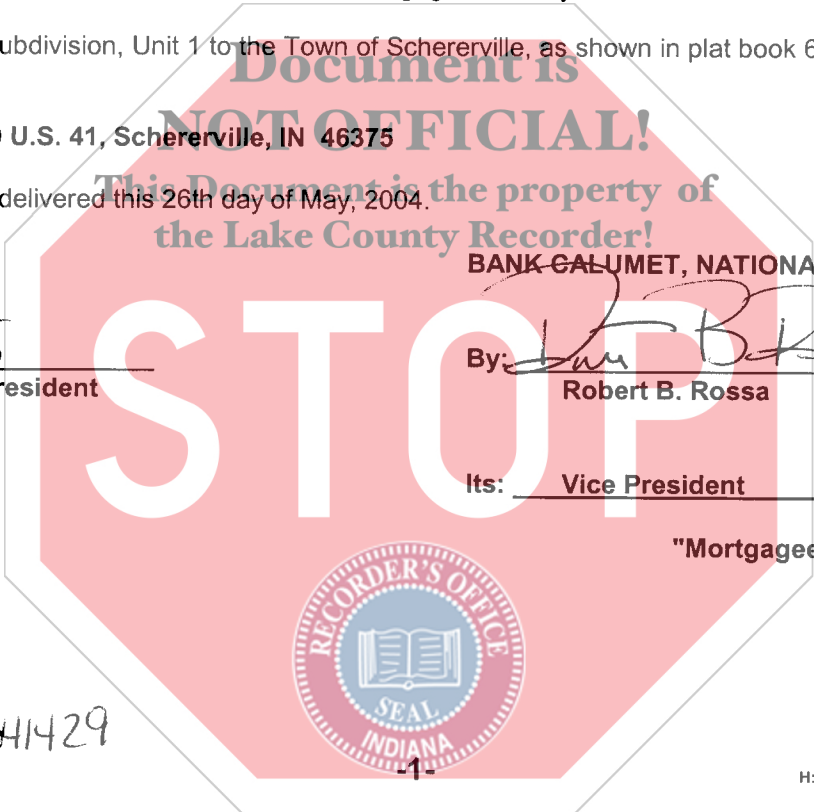 ubdivision, Unit 1 to the Town of Schererville, as shown in plat book 6
Document is
NOT OFFICIAL!
U.S. 41, Schererville, IN 46375
This Document is the property of
delivered this 26th day of May, 2004.
the Lake County Recorder!
BANK CALUMET, NATIONA
By:
resident
Robert B. Rossa
STOP
Its: Vice President
"Mortgagee
RECORDER'S OFFICE
SEAL
INDIANA
41429
-1-
H: